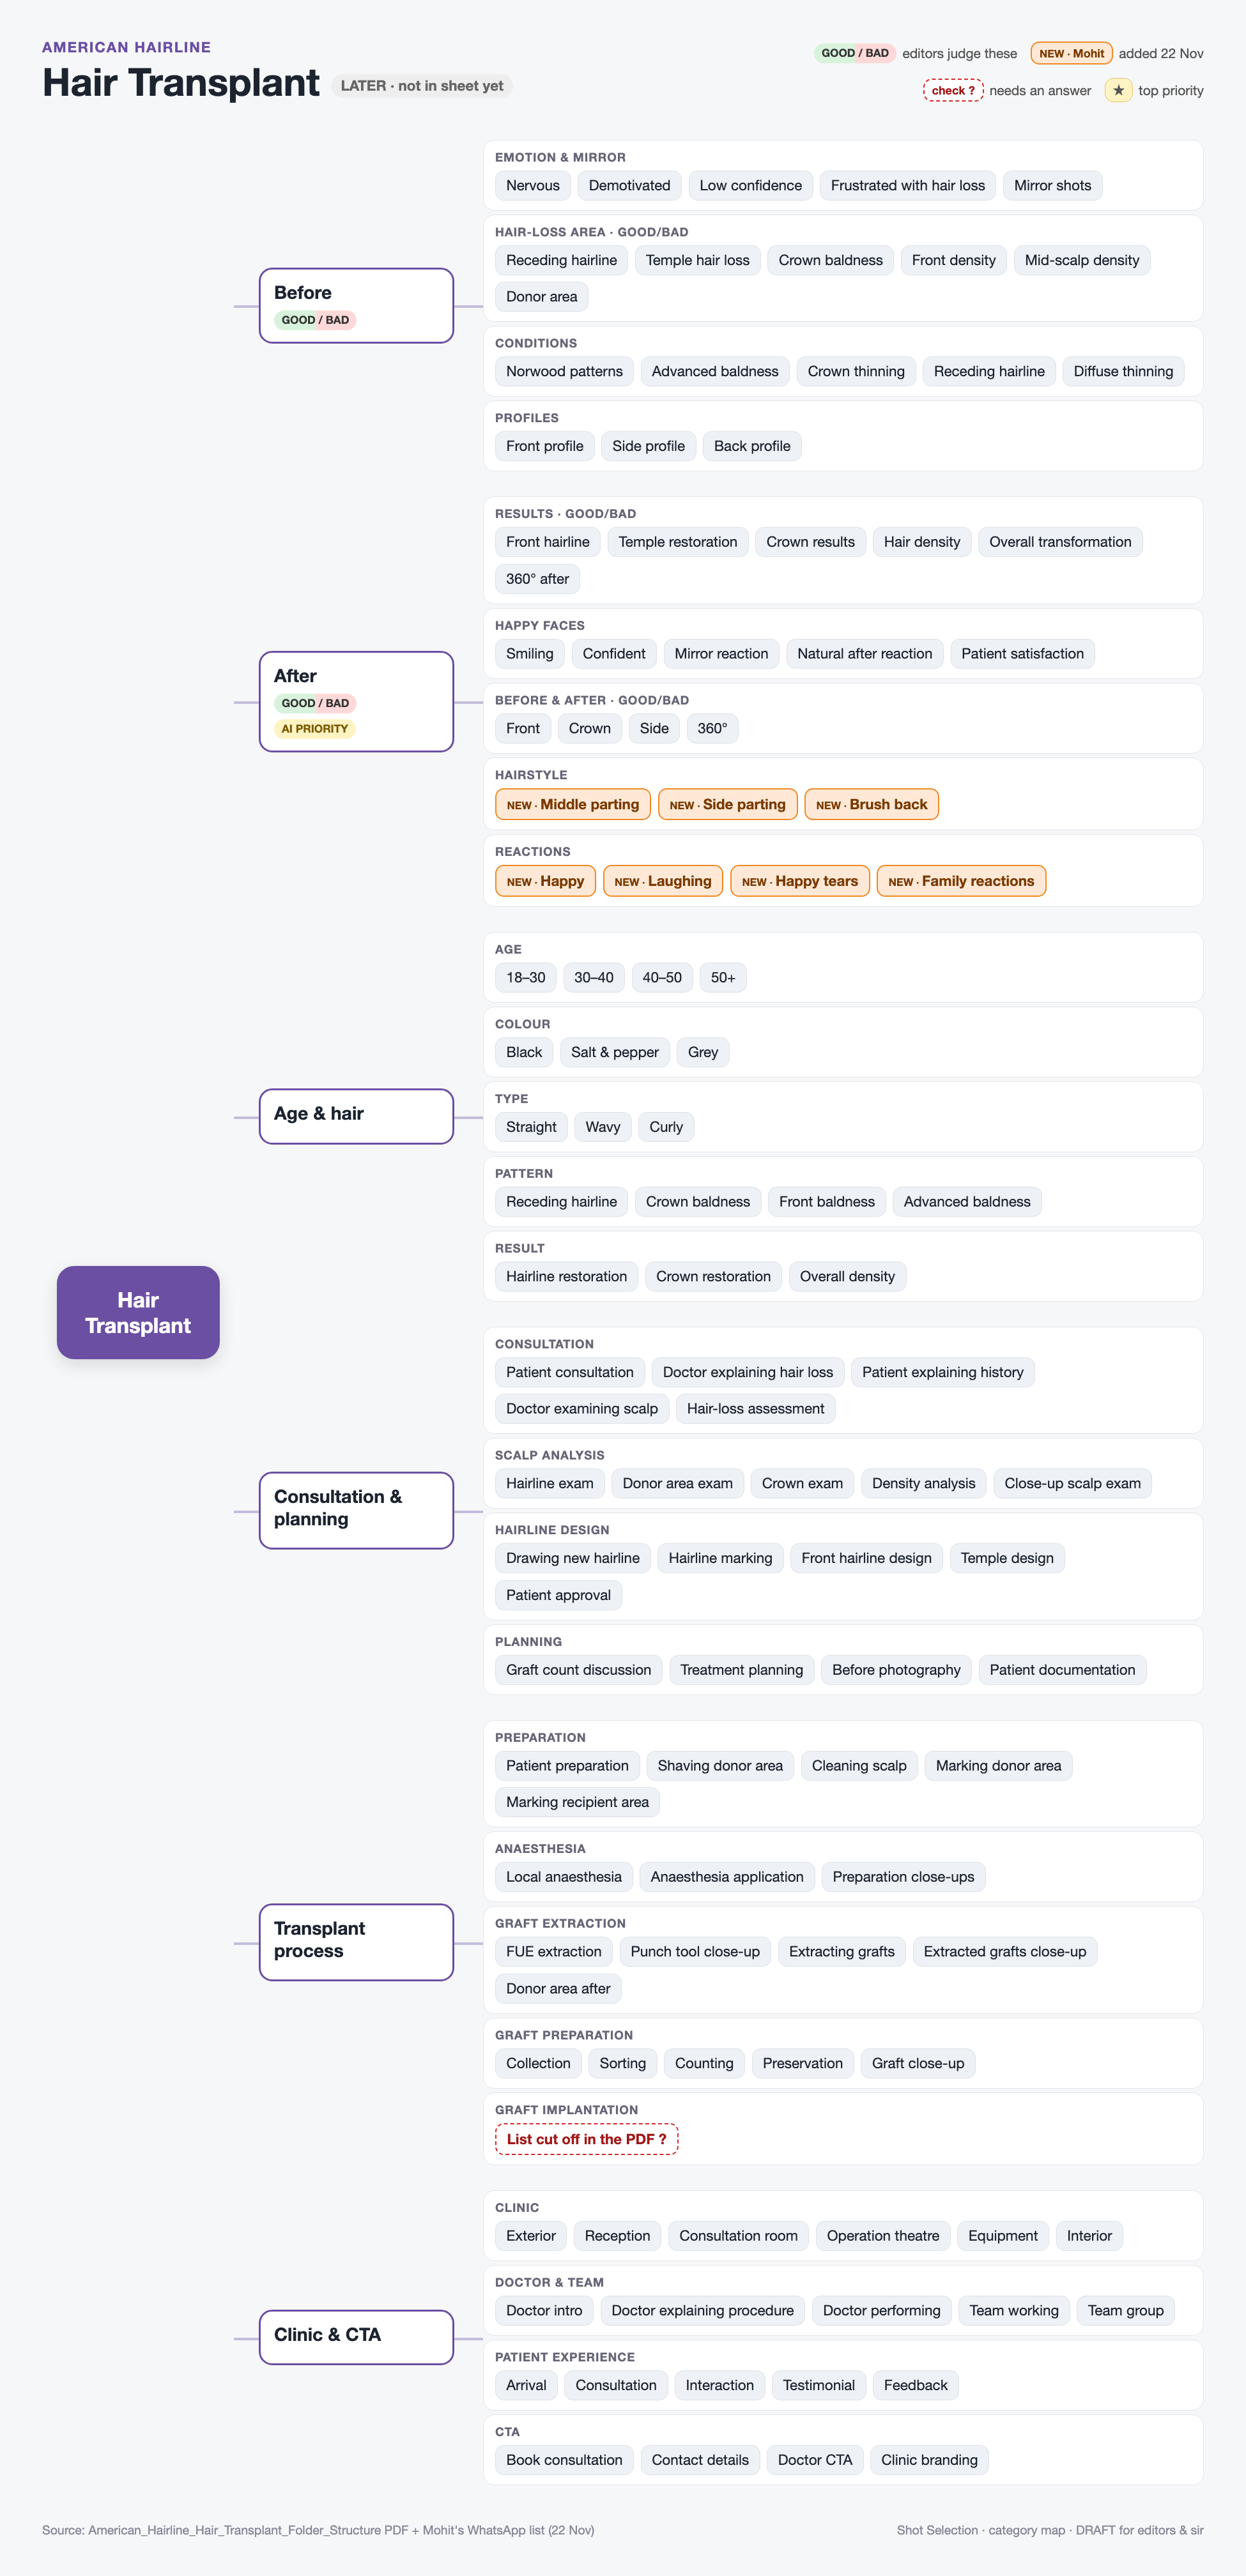 AMERICAN HAIRLINE
Hair Transplant LATER · not in sheet yet
GOOD / BAD editors judge these NEW · Mohit added 22 Nov
check ? needs an answer ★ top priority
Hair
Transplant
Before
GOOD / BAD
EMOTION & MIRROR
Nervous Demotivated Low confidence Frustrated with hair loss Mirror shots
HAIR-LOSS AREA · GOOD/BAD
Receding hairline Temple hair loss Crown baldness Front density Mid-scalp density
Donor area
CONDITIONS
Norwood patterns Advanced baldness Crown thinning Receding hairline Diffuse thinning
PROFILES
Front profile Side profile Back profile
After
GOOD / BAD
AI PRIORITY
RESULTS · GOOD/BAD
Front hairline Temple restoration Crown results Hair density Overall transformation
360° after
HAPPY FACES
Smiling Confident Mirror reaction Natural after reaction Patient satisfaction
BEFORE & AFTER · GOOD/BAD
Front Crown Side 360°
HAIRSTYLE
NEW · Middle parting NEW · Side parting NEW · Brush back
REACTIONS
NEW · Happy NEW · Laughing NEW · Happy tears NEW · Family reactions
Age & hair
AGE
18–30 30–40 40–50 50+
COLOUR
Black Salt & pepper Grey
TYPE
Straight Wavy Curly
PATTERN
Receding hairline Crown baldness Front baldness Advanced baldness
RESULT
Hairline restoration Crown restoration Overall density
Consultation &
planning
CONSULTATION
Patient consultation Doctor explaining hair loss Patient explaining history
Doctor examining scalp Hair-loss assessment
SCALP ANALYSIS
Hairline exam Donor area exam Crown exam Density analysis Close-up scalp exam
HAIRLINE DESIGN
Drawing new hairline Hairline marking Front hairline design Temple design
Patient approval
PLANNING
Graft count discussion Treatment planning Before photography Patient documentation
Transplant
process
PREPARATION
Patient preparation Shaving donor area Cleaning scalp Marking donor area
Marking recipient area
ANAESTHESIA
Local anaesthesia Anaesthesia application Preparation close-ups
GRAFT EXTRACTION
FUE extraction Punch tool close-up Extracting grafts Extracted grafts close-up
Donor area after
GRAFT PREPARATION
Collection Sorting Counting Preservation Graft close-up
GRAFT IMPLANTATION
List cut off in the PDF ?
Clinic & CTA
CLINIC
Exterior Reception Consultation room Operation theatre Equipment Interior
DOCTOR & TEAM
Doctor intro Doctor explaining procedure Doctor performing Team working Team group
PATIENT EXPERIENCE
Arrival Consultation Interaction Testimonial Feedback
CTA
Book consultation Contact details Doctor CTA Clinic branding
Source: American_Hairline_Hair_Transplant_Folder_Structure PDF + Mohit's WhatsApp list (22 Nov)
Shot Selection · category map · DRAFT for editors & sir